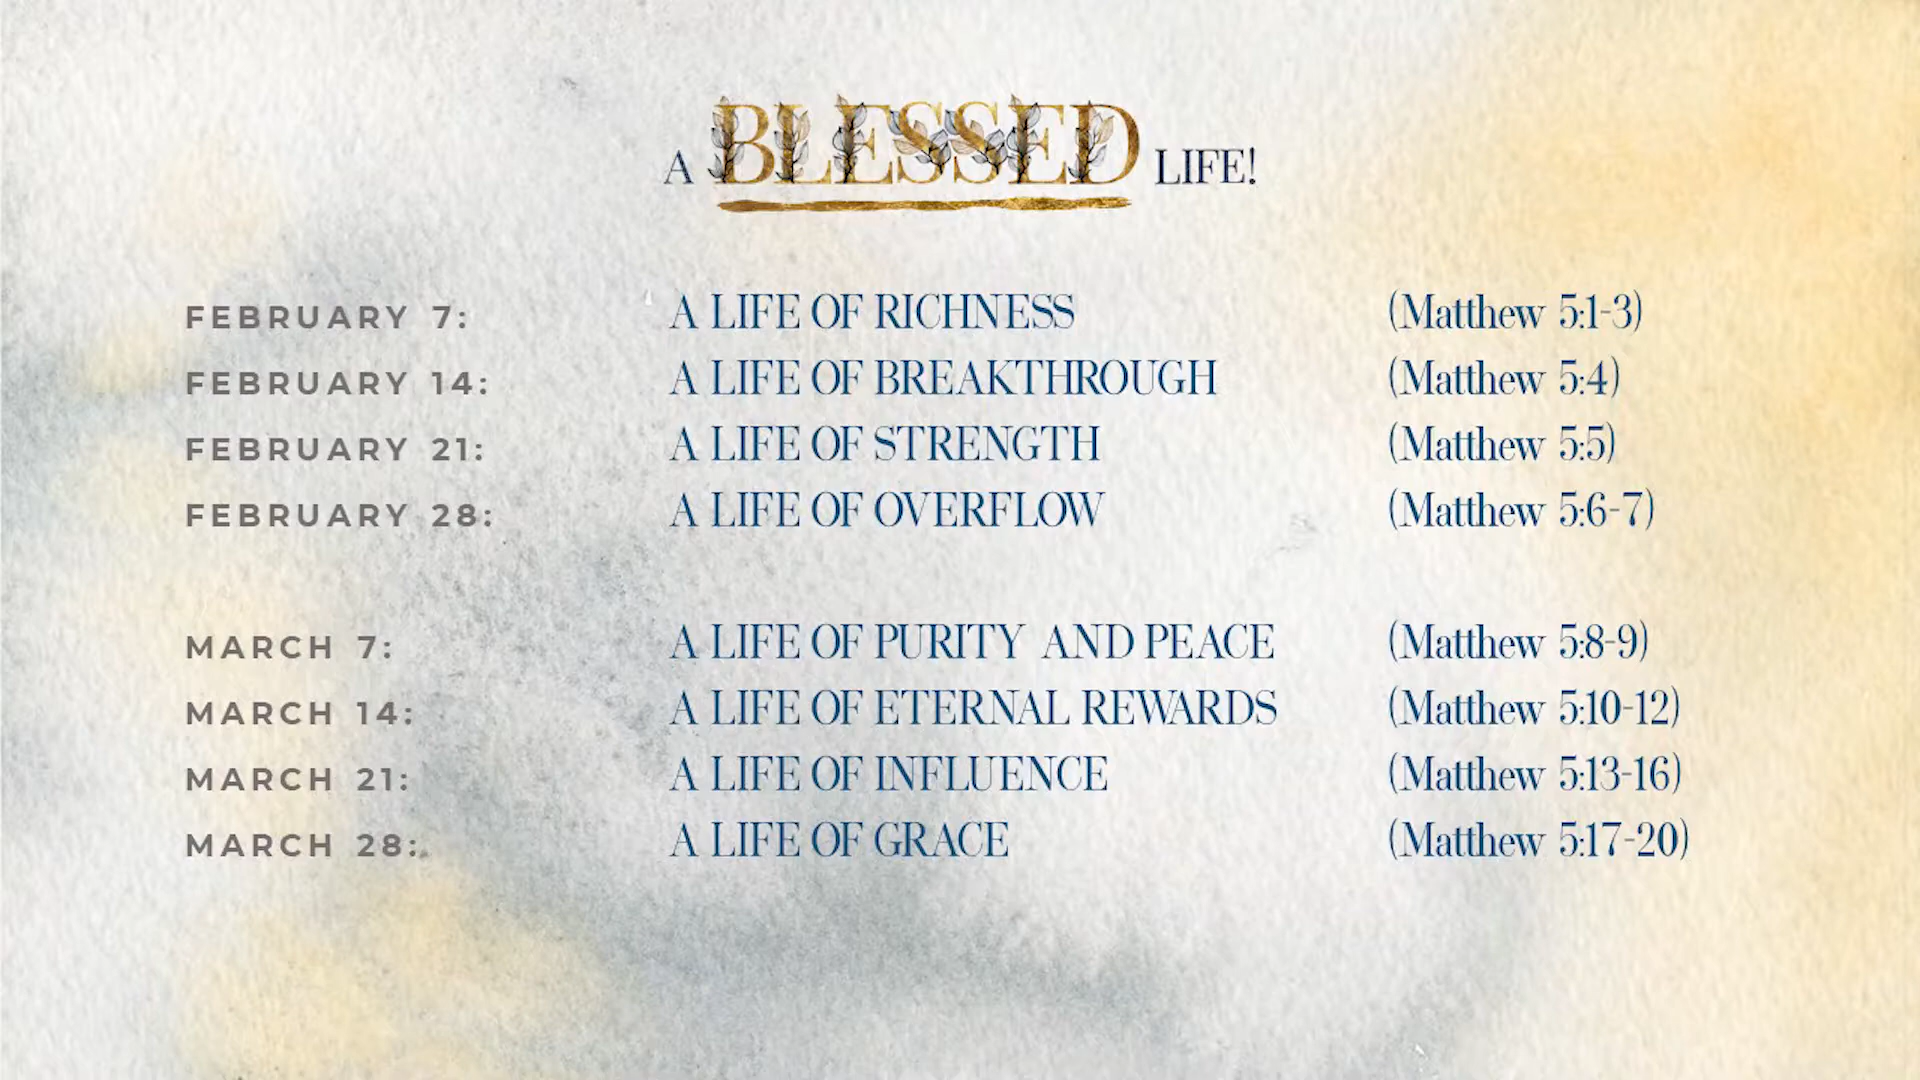 A BLESSED LIFE!
FEBRUARY 7: A LIFE OF RICHNESS (Matthew 5:1-3)
FEBRUARY 14: A LIFE OF BREAKTHROUGH (Matthew 5:4)
FEBRUARY 21: A LIFE OF STRENGTH (Matthew 5:5)
FEBRUARY 28: A LIFE OF OVERFLOW (Matthew 5:6-7)
MARCH 7: A LIFE OF PURITY AND PEACE (Matthew 5:8-9)
MARCH 14: A LIFE OF ETERNAL REWARDS (Matthew 5:10-12)
MARCH 21: A LIFE OF INFLUENCE (Matthew 5:13-16)
MARCH 28: A LIFE OF GRACE (Matthew 5:17-20)